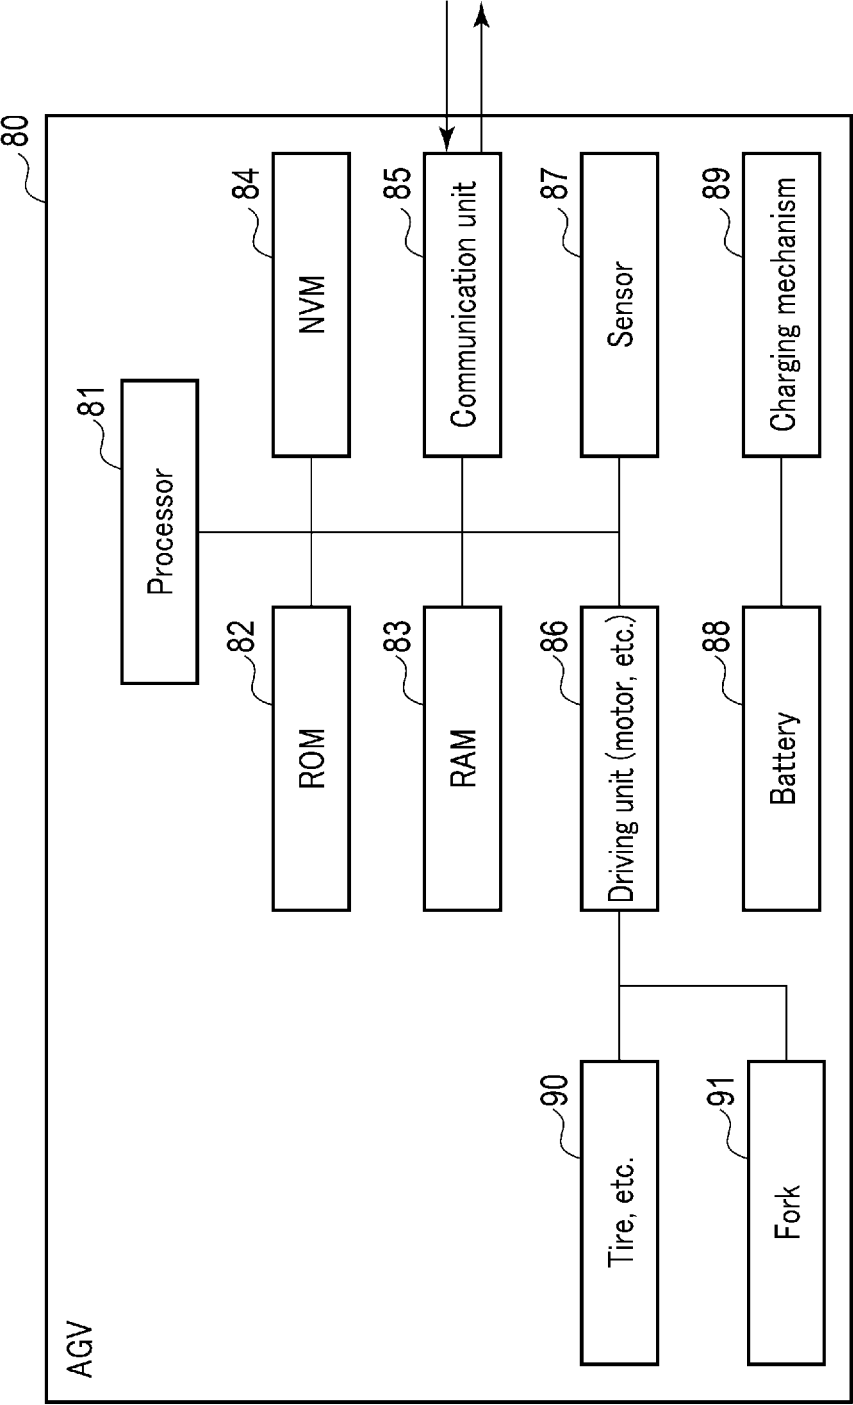 AGV
80
Processor
81
ROM
82
NVM
84
RAM
83
Communication unit
85
Driving unit (motor, etc.)
86
Sensor
87
Tire, etc.
90
Battery
88
Charging mechanism
89
Fork
91